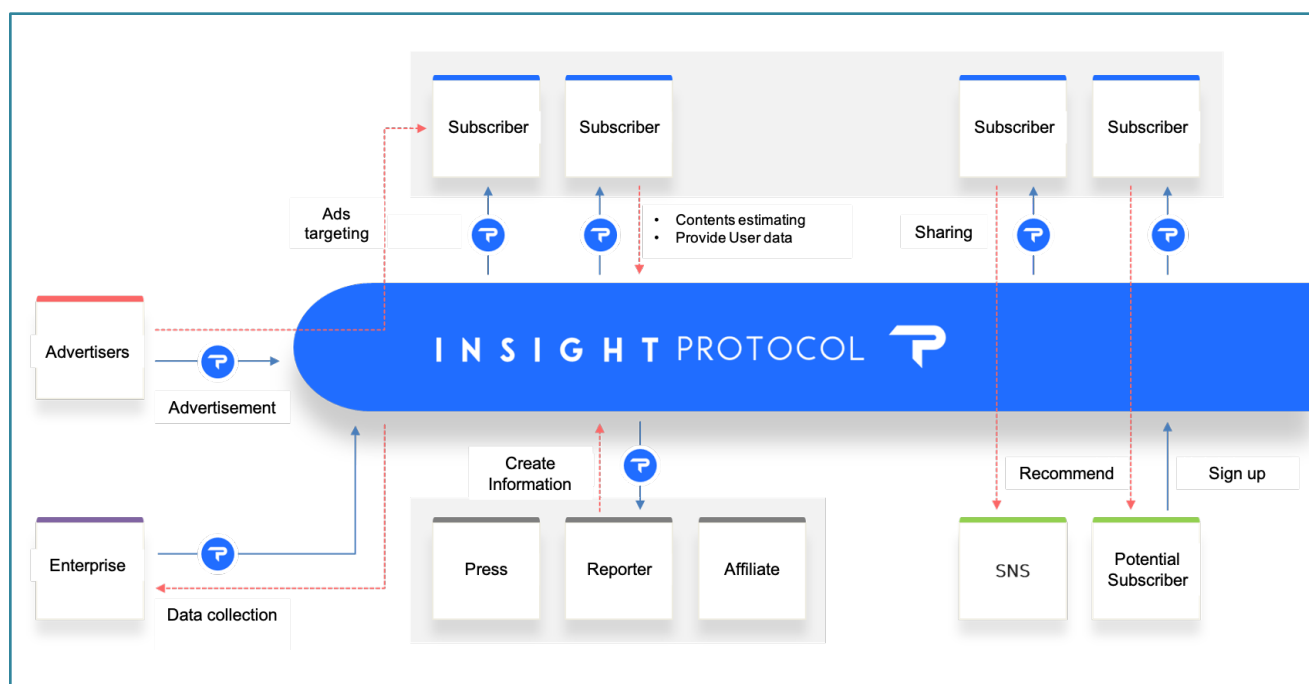 Subscriber
Subscriber
Subscriber
Subscriber
Ads
targeting
• Contents estimating
• Provide User data
Sharing
Advertisers
INSIGHT PROTOCOL
Advertisement
Create
Information
Recommend
Sign up
Enterprise
Press
Reporter
Affiliate
SNS
Potential
Subscriber
Data collection